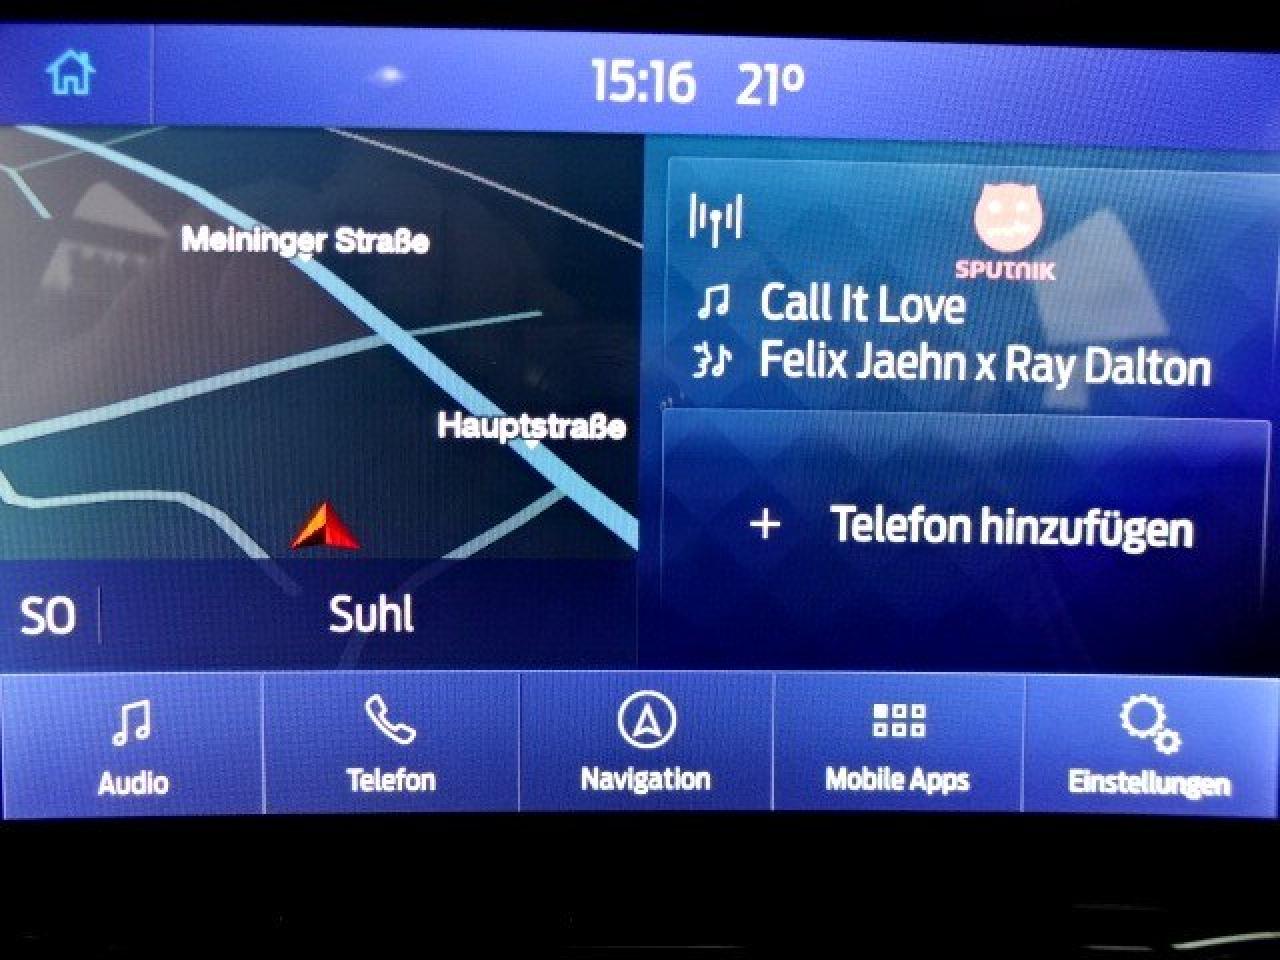 15:16 21°
Meininger Straße
Hauptstraße
SO
Suhl
SPUTNIK
Call It Love
Felix Jaehn x Ray Dalton
+ Telefon hinzufügen
Audio
Telefon
Navigation
Mobile Apps
Einstellungen